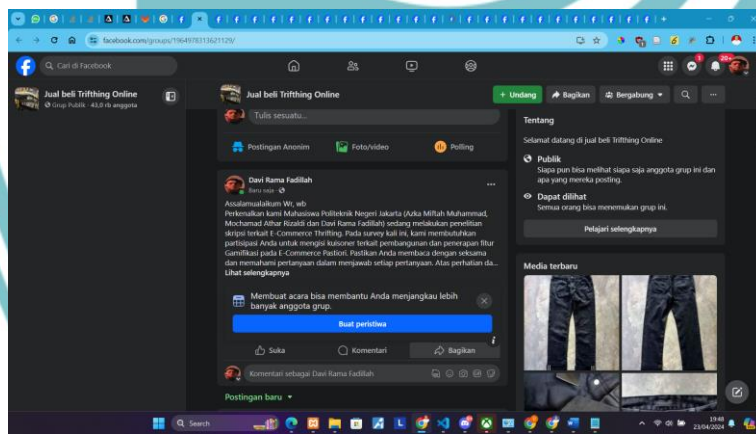 facebook.com/groups/1964978313621129/
Cari di Facebook
20+
Jual beli Trifthing Online
Grup Publik · 43,0 rb anggota
Jual beli Trifthing Online
+ Undang
Bagikan
Bergabung
Tulis sesuatu...
Postingan Anonim
Foto/video
Polling
Davi Rama Fadillah
Baru saja
Assalamualaikum Wr, wb
Perkenalkan kami Mahasiswa Politeknik Negeri Jakarta (Azka Miftah Muhammad,
Mochamad Athar Rizaldi dan Davi Rama Fadillah) sedang melakukan penelitian
skripsi terkait E-Commerce Thrifting. Pada survey kali ini, kami membutuhkan
partisipasi Anda untuk mengisi kuisoner terkait pembangunan dan penerapan fitur
Gamifikasi pada E-Commerce Pastiori. Pastikan Anda membaca dengan seksama
dan memahami pertanyaan dalam menjawab setiap pertanyaan. Atas perhatian da...
Lihat selengkapnya
Membuat acara bisa membantu Anda menjangkau lebih
banyak anggota grup.
Buat peristiwa
Suka
Komentari
Bagikan
Komentari sebagai Davi Rama Fadillah
Postingan baru
Tentang
Selamat datang di jual beli Trifthing Online
Publik
Siapa pun bisa melihat siapa saja anggota grup ini dan
apa yang mereka posting.
Dapat dilihat
Semua orang bisa menemukan grup ini.
Pelajari selengkapnya
Media terbaru
Search
19:46
23/04/2024